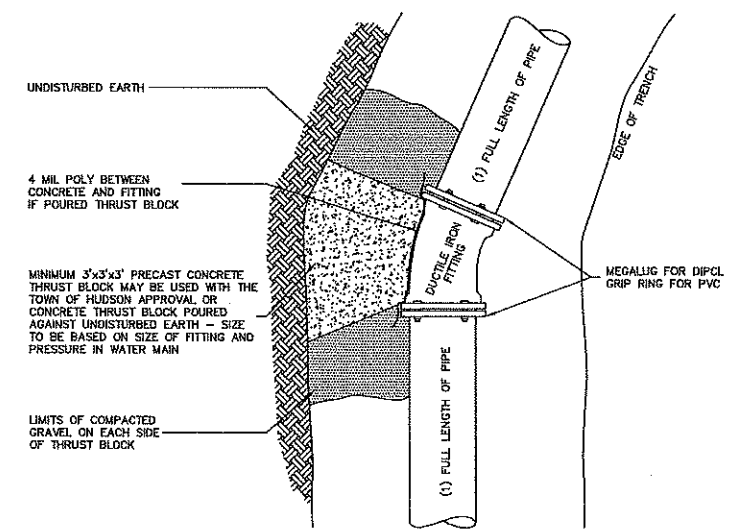 UNDISTURBED EARTH
4 MIL POLY BETWEEN
CONCRETE AND FITTING
IF POURED THRUST BLOCK
MINIMUM 3'x3'x3' PRECAST CONCRETE
THRUST BLOCK MAY BE USED WITH THE
TOWN OF HUDSON APPROVAL OR
CONCRETE THRUST BLOCK POURED
AGAINST UNDISTURBED EARTH – SIZE
TO BE BASED ON SIZE OF FITTING AND
PRESSURE IN WATER MAIN
LIMITS OF COMPACTED
GRAVEL ON EACH SIDE
OF THRUST BLOCK
(1) FULL LENGTH OF PIPE
DUCTILE IRON
FITTING
(1) FULL LENGTH OF PIPE
EDGE OF TRENCH
MEGALUG FOR DIPCL
GRIP RING FOR PVC